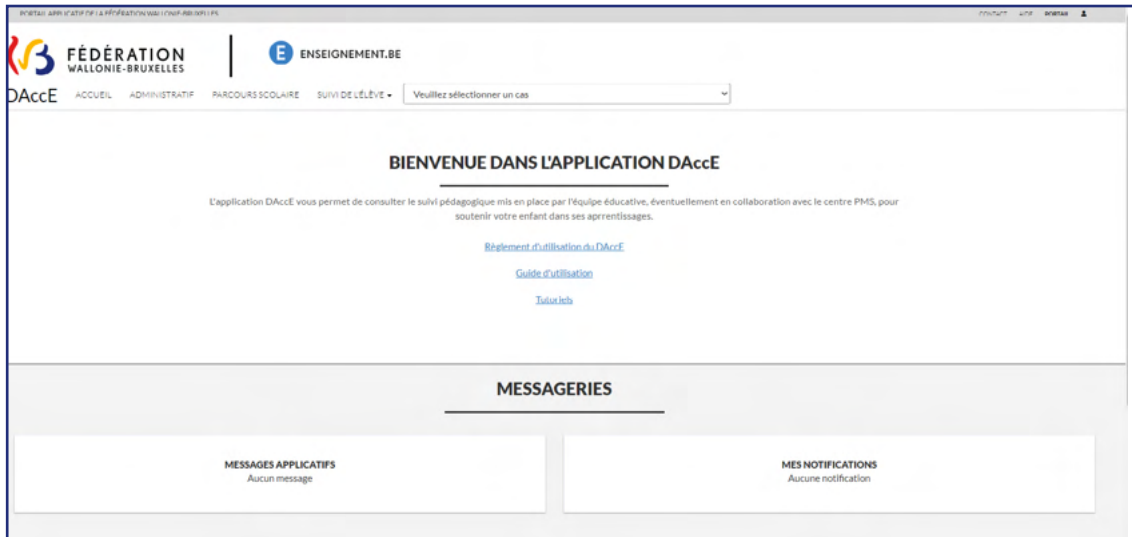 PORTAIL APPLICATIF DE LA FÉDÉRATION WALLONIE-BRUXELLES
CONTACT AIDE PORTAIL
FÉDÉRATION
WALLONIE-BRUXELLES
E ENSEIGNEMENT.BE
DAccE ACCUEIL ADMINISTRATIF PARCOURS SCOLAIRE SUIVI DE L'ÉLÈVE Veuillez sélectionner un cas
BIENVENUE DANS L'APPLICATION DAccE
L'application DAccE vous permet de consulter le suivi pédagogique mis en place par l'équipe éducative, éventuellement en collaboration avec le centre PMS, pour
soutenir votre enfant dans ses aprrentissages.
Règlement d'utilisation du DAccE
Guide d'utilisation
Tutoriels
MESSAGERIES
MESSAGES APPLICATIFS
Aucun message
MES NOTIFICATIONS
Aucune notification